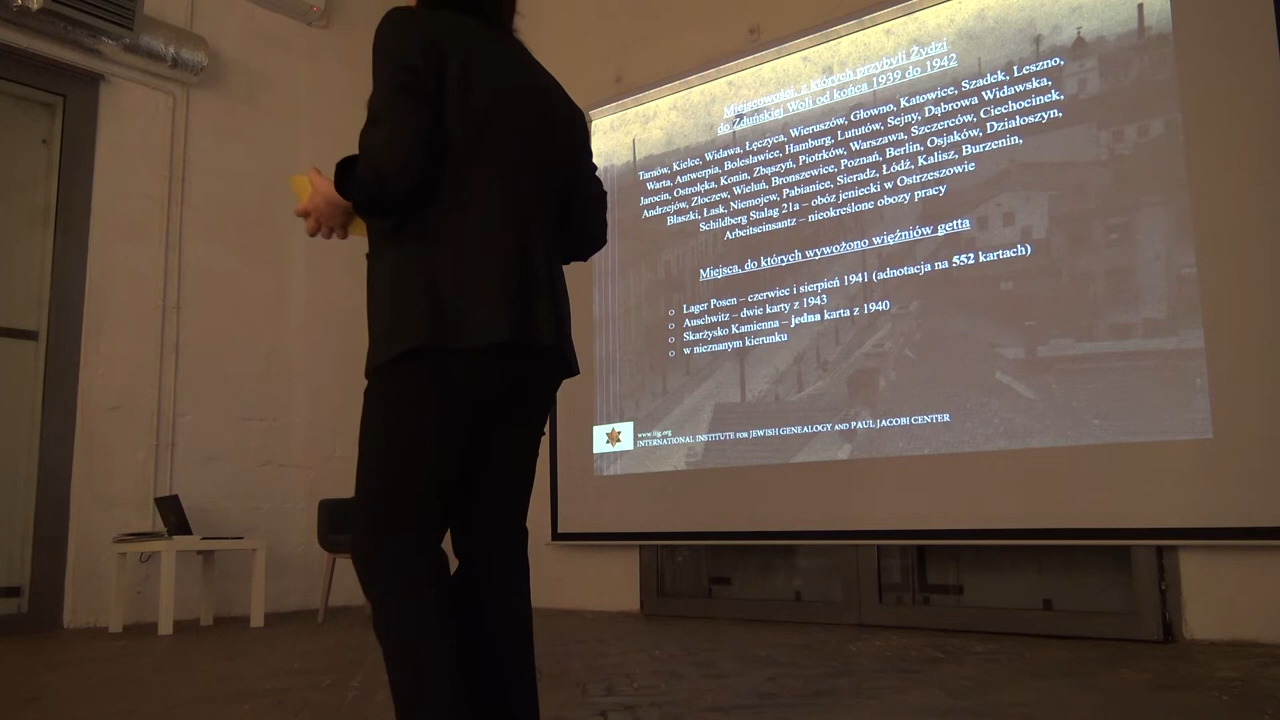 Miejscowości, z których przybyli Żydzi
do Zduńskiej Woli od końca 1939 do 1942
Tarnów, Kielce, Widawa, Łęczyca, Wieruszów, Głowno, Katowice, Szadek, Leszno,
Warta, Antwerpia, Bolesławice, Hamburg, Lututów, Sejny, Dąbrowa Widawska,
Jarocin, Ostrołęka, Konin, Zbąszyń, Piotrków, Warszawa, Szczerców, Ciechocinek,
Andrzejów, Złoczew, Wieluń, Bronszewice, Poznań, Berlin, Osjaków, Działoszyn,
Błaszki, Łask, Niemojew, Pabianice, Sieradz, Łódź, Kalisz, Burzenin,
Schildberg Stalag 21a – obóz jeniecki w Ostrzeszowie
Arbeitseinsantz – nieokreślone obozy pracy
Miejsca, do których wywożono więźniów getta
o Lager Posen – czerwiec i sierpień 1941 (adnotacja na 552 kartach)
o Auschwitz – dwie karty z 1943
o Skarżysko Kamienna – jedna karta z 1940
o w nieznanym kierunku
www.iijg.org
INTERNATIONAL INSTITUTE FOR JEWISH GENEALOGY AND PAUL JACOBI CENTER